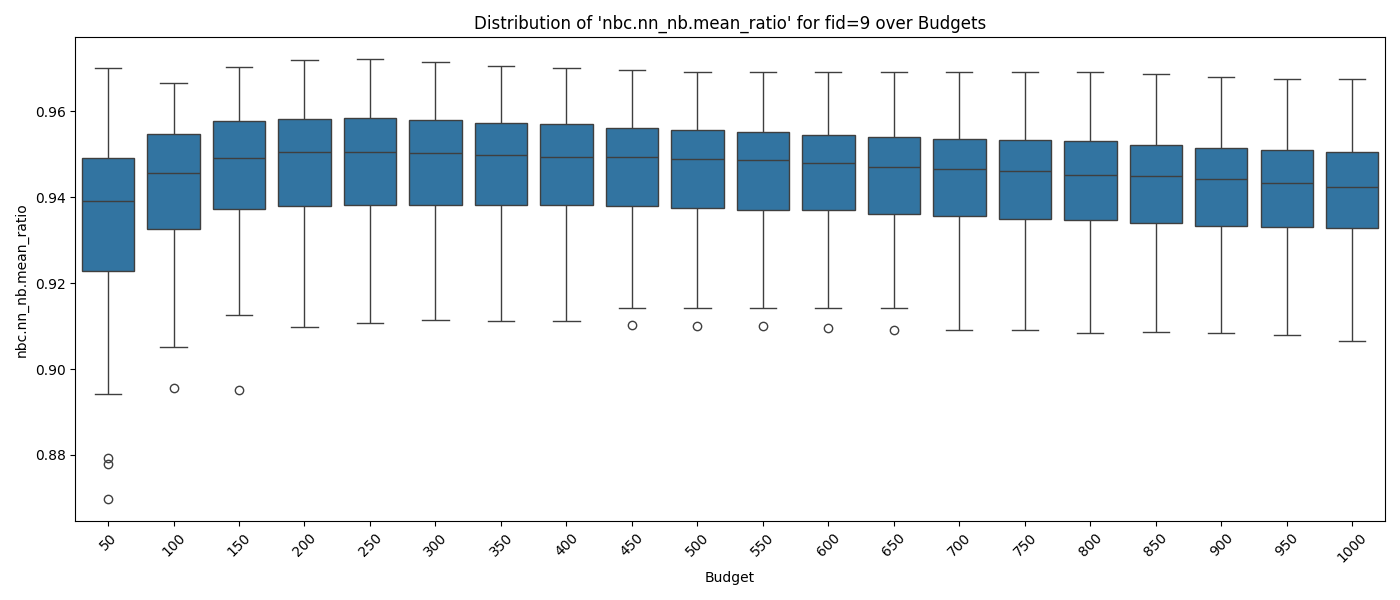 Distribution of 'nbc.nn_nb.mean_ratio' for fid=9 over Budgets
nbc.nn_nb.mean_ratio
0.96
0.94
0.92
0.90
0.88
50 100 150 200 250 300 350 400 450 500 550 600 650 700 750 800 850 900 950 1000
Budget